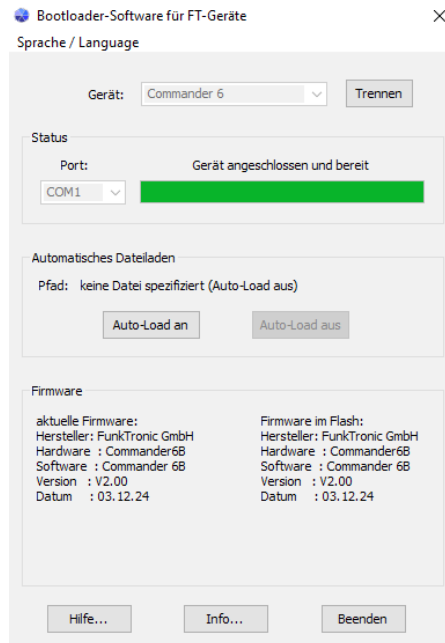 Bootloader-Software für FT-Geräte
Sprache / Language
Gerät: Commander 6 Trennen
Status
Port: Gerät angeschlossen und bereit
COM1
Automatisches Dateiladen
Pfad: keine Datei spezifiziert (Auto-Load aus)
Auto-Load an Auto-Load aus
Firmware
aktuelle Firmware:
Hersteller: FunkTronic GmbH
Hardware : Commander6B
Software : Commander 6B
Version : V2.00
Datum : 03.12.24
Firmware im Flash:
Hersteller: FunkTronic GmbH
Hardware : Commander6B
Software : Commander 6B
Version : V2.00
Datum : 03.12.24
Hilfe... Info... Beenden